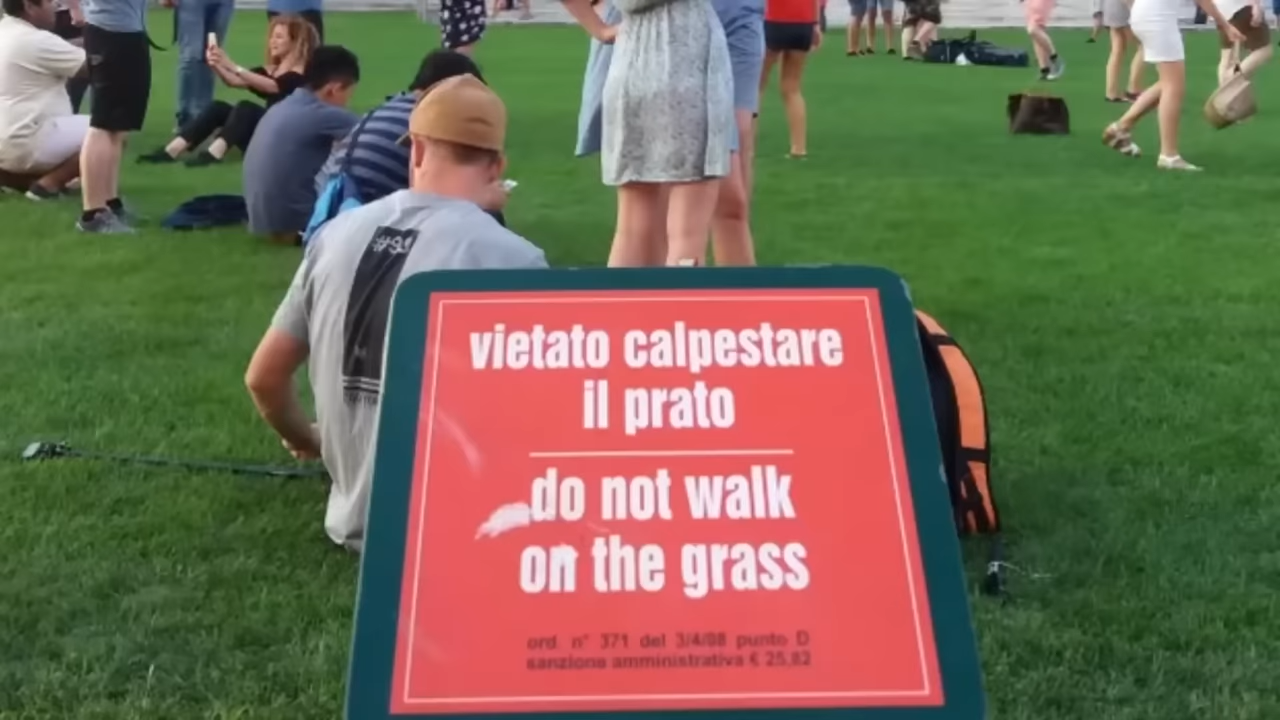 vietato calpestare
il prato
do not walk
on the grass
ord. n° 371 del 3/4/88 punto D
sanzione amministrativa € 25,82